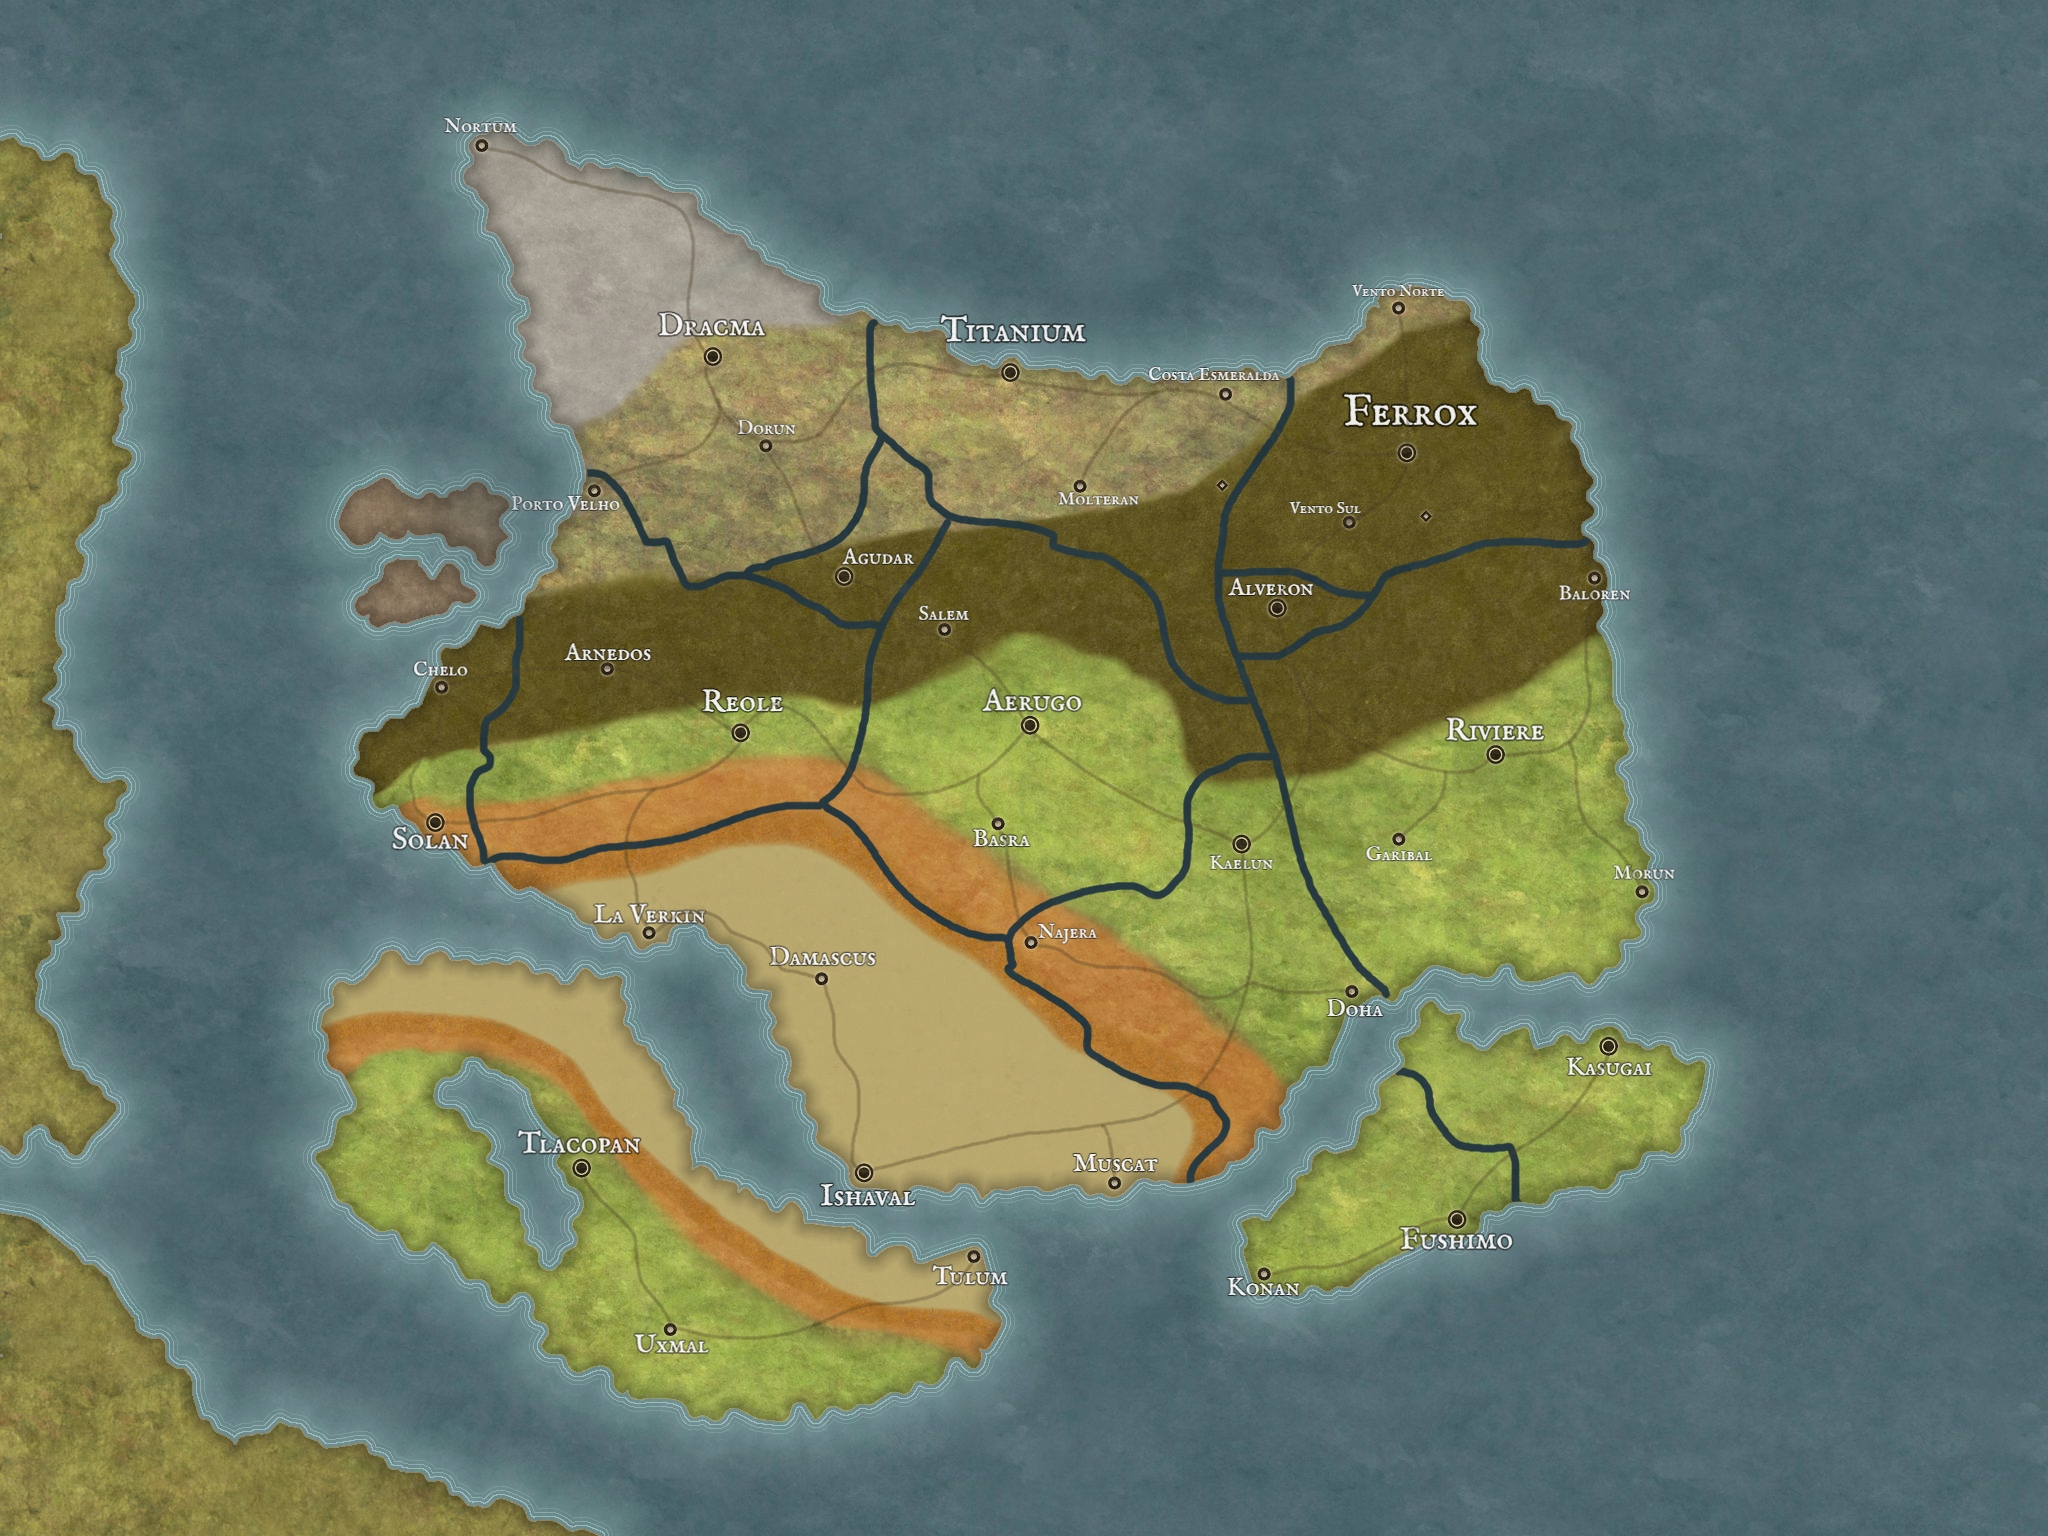 Nortum
Vento Norte
Dracma
Titanium
Costa Esmeralda
Ferrox
Dorun
Molteran
Porto Velho
Vento Sul
Agudar
Alveron
Baloren
Salem
Arnedos
Chelo
Reole
Aerugo
Riviere
Solan
Basra
Kaelun
Garibal
Morun
La Verkin
Najera
Damascus
Doha
Kasugai
Tlacopan
Muscat
Ishaval
Fushimo
Tulum
Konan
Uxmal